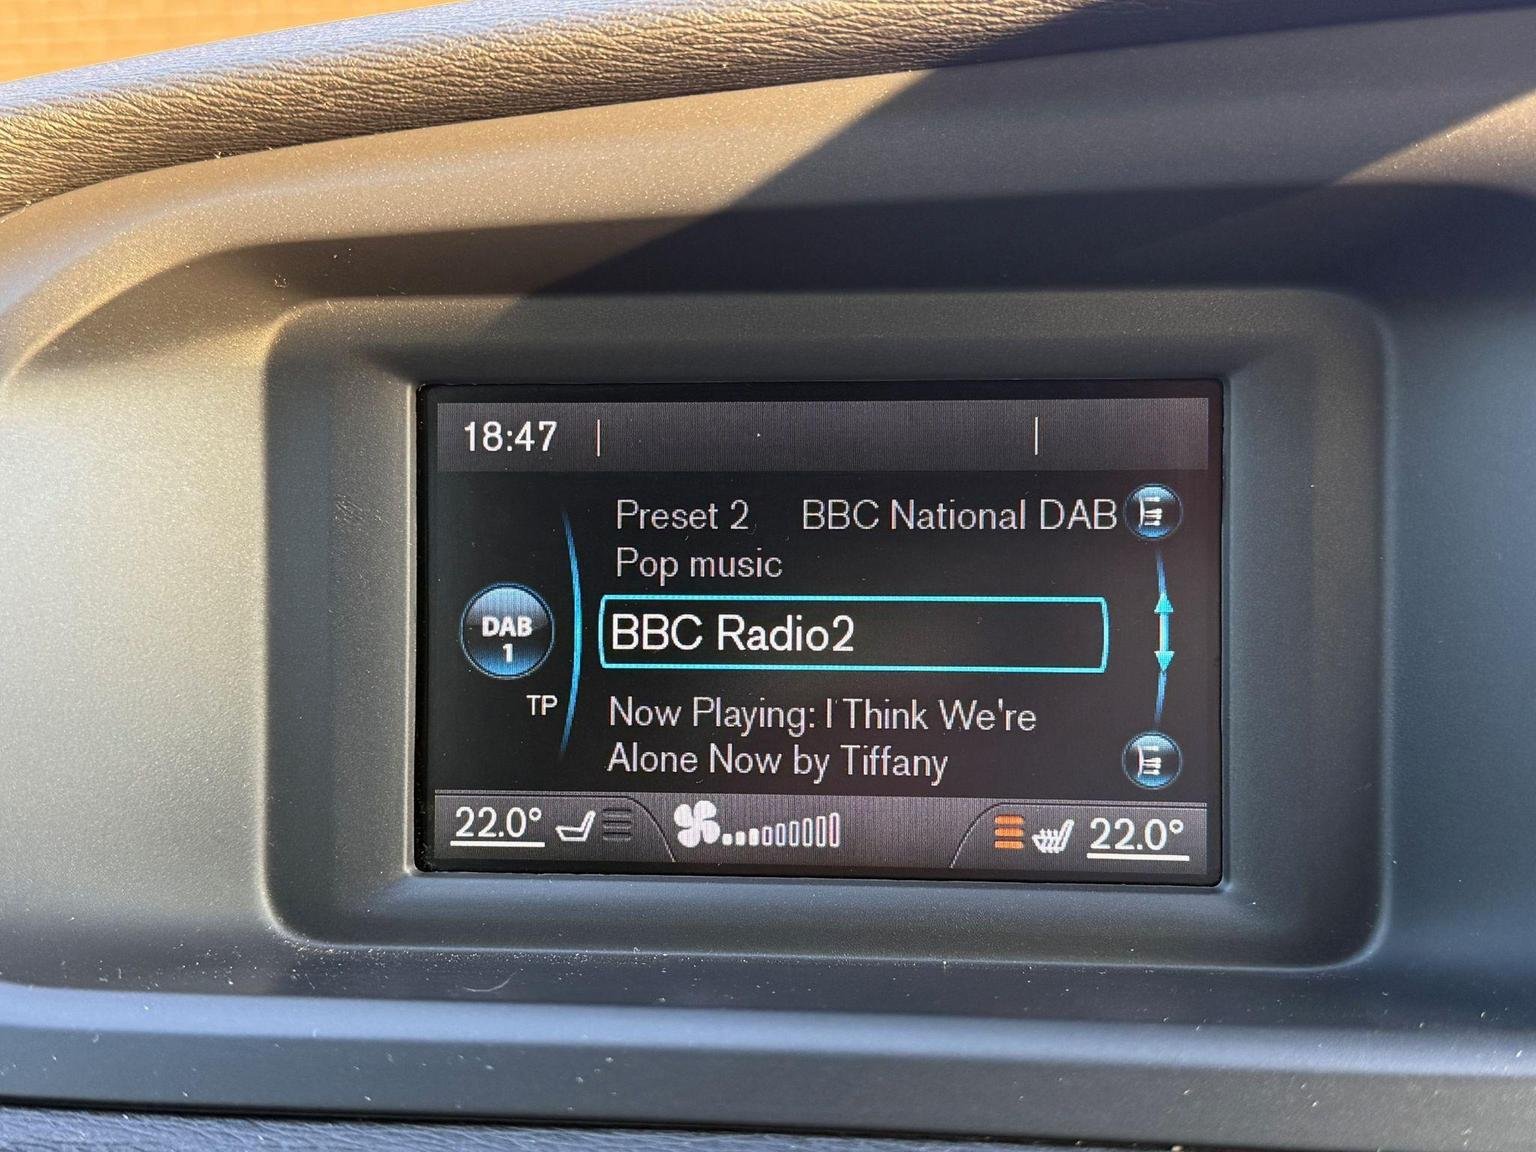 18:47
Preset 2 BBC National DAB
Pop music
DAB
1
BBC Radio2
TP
Now Playing: I Think We're
Alone Now by Tiffany
22.0° 22.0°